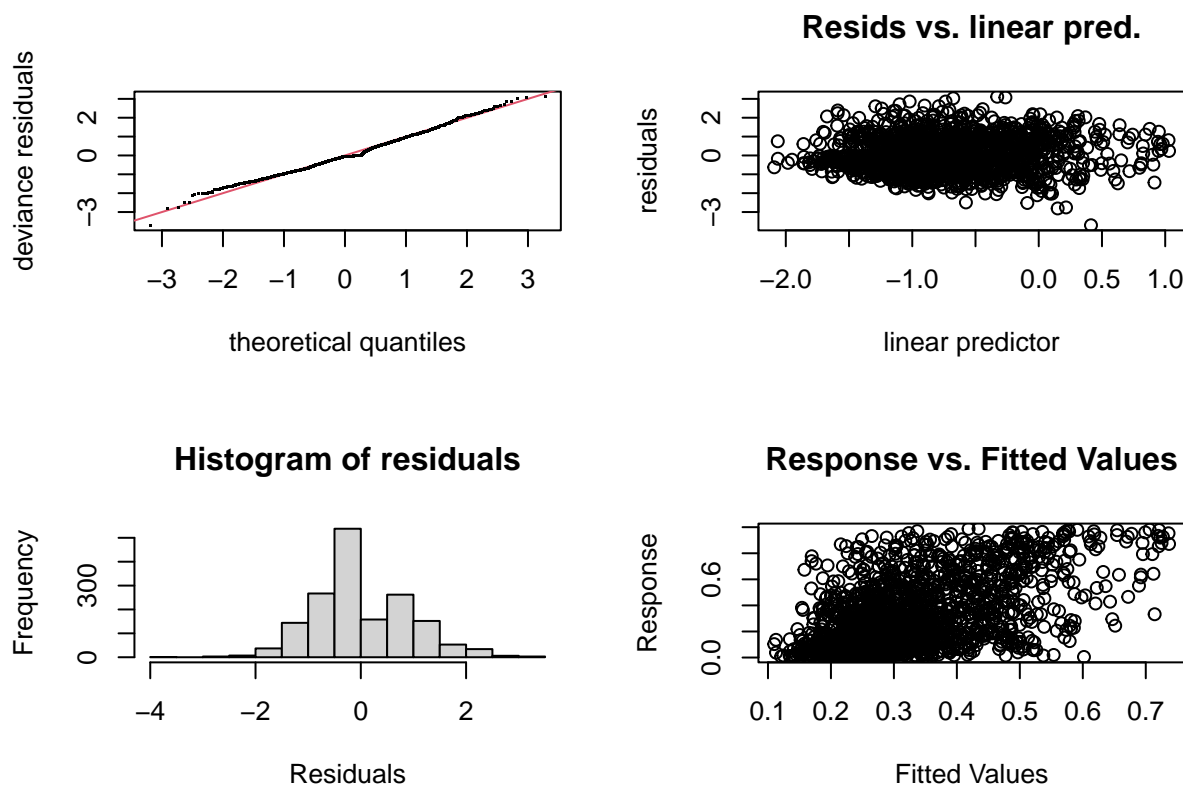 deviance residuals
−3 0 2
−3 −2 −1 0 1 2 3
theoretical quantiles
Resids vs. linear pred.
residuals
−3 0 2
−2.0 −1.0 0.0 0.5 1.0
linear predictor
Histogram of residuals
Frequency
0 300
−4 −2 0 2
Residuals
Response vs. Fitted Values
Response
0.0 0.6
0.1 0.2 0.3 0.4 0.5 0.6 0.7
Fitted Values